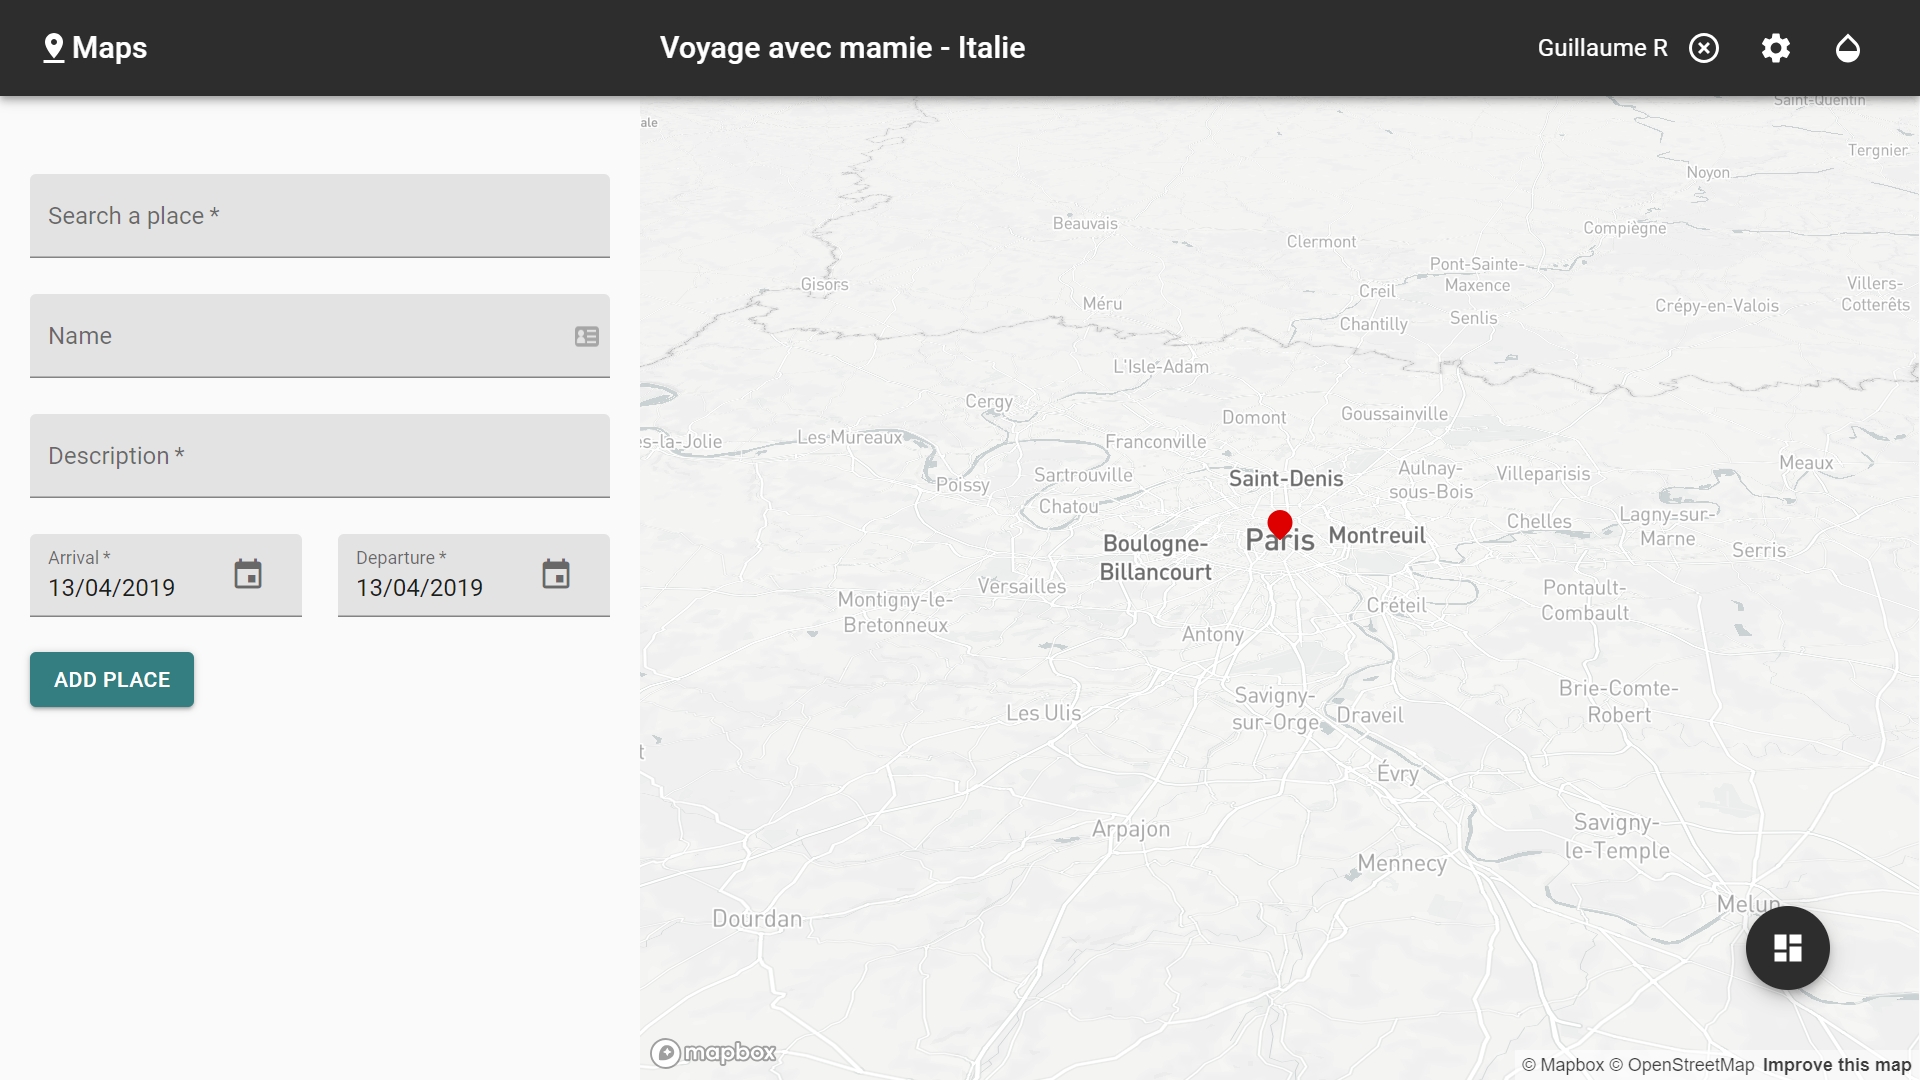 Maps
Voyage avec mamie - Italie
Guillaume R
Search a place *
Name
Description *
Arrival *
13/04/2019
Departure *
13/04/2019
ADD PLACE
ale
Saint-Quentin
Tergnier
Noyon
Beauvais
Compiègne
Clermont
Pont-Sainte-
Maxence
Gisors
Creil
Villers-
Cotterêts
Méru
Crépy-en-Valois
Chantilly
Senlis
L'Isle-Adam
Cergy
Domont
Goussainville
es-la-Jolie
Les Mureaux
Franconville
Poissy
Sartrouville
Saint-Denis
Aulnay-
sous-Bois
Villeparisis
Meaux
Chatou
Boulogne-
Billancourt
Paris
Montreuil
Chelles
Lagny-sur-
Marne
Serris
Versailles
Montigny-le-
Bretonneux
Créteil
Pontault-
Combault
Antony
Les Ulis
Savigny-
sur-Orge
Draveil
Brie-Comte-
Robert
t
Évry
Arpajon
Savigny-
le-Temple
Mennecy
Dourdan
Melun
mapbox
© Mapbox © OpenStreetMap Improve this map